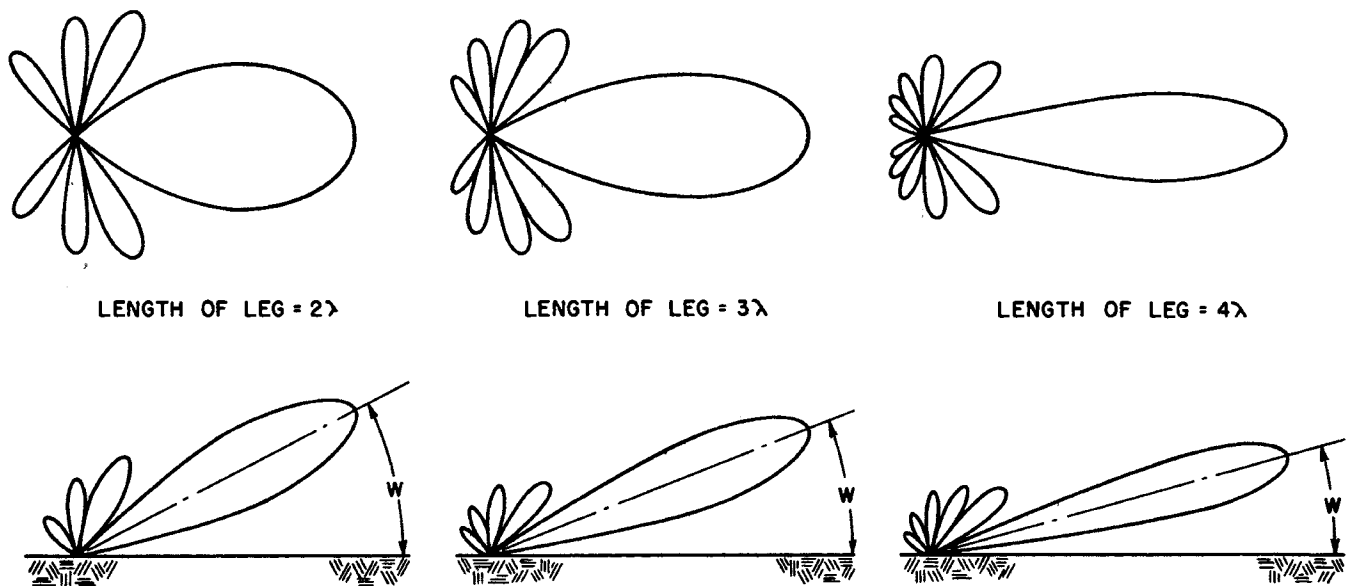 LENGTH OF LEG = 2λ
LENGTH OF LEG = 3λ
LENGTH OF LEG = 4λ
W
W
W